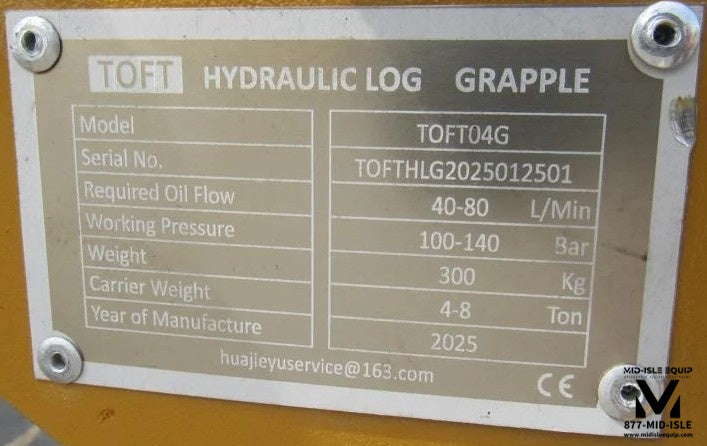 TOFT HYDRAULIC LOG GRAPPLE
Model TOFT04G
Serial No. TOFTHLG2025012501
Required Oil Flow 40-80 L/Min
Working Pressure 100-140 Bar
Weight 300 Kg
Carrier Weight 4-8 Ton
Year of Manufacture 2025
huajieyuservice@163.com CE
MID-ISLE EQUIP
M
877-MID-ISLE
www.midisleequip.com